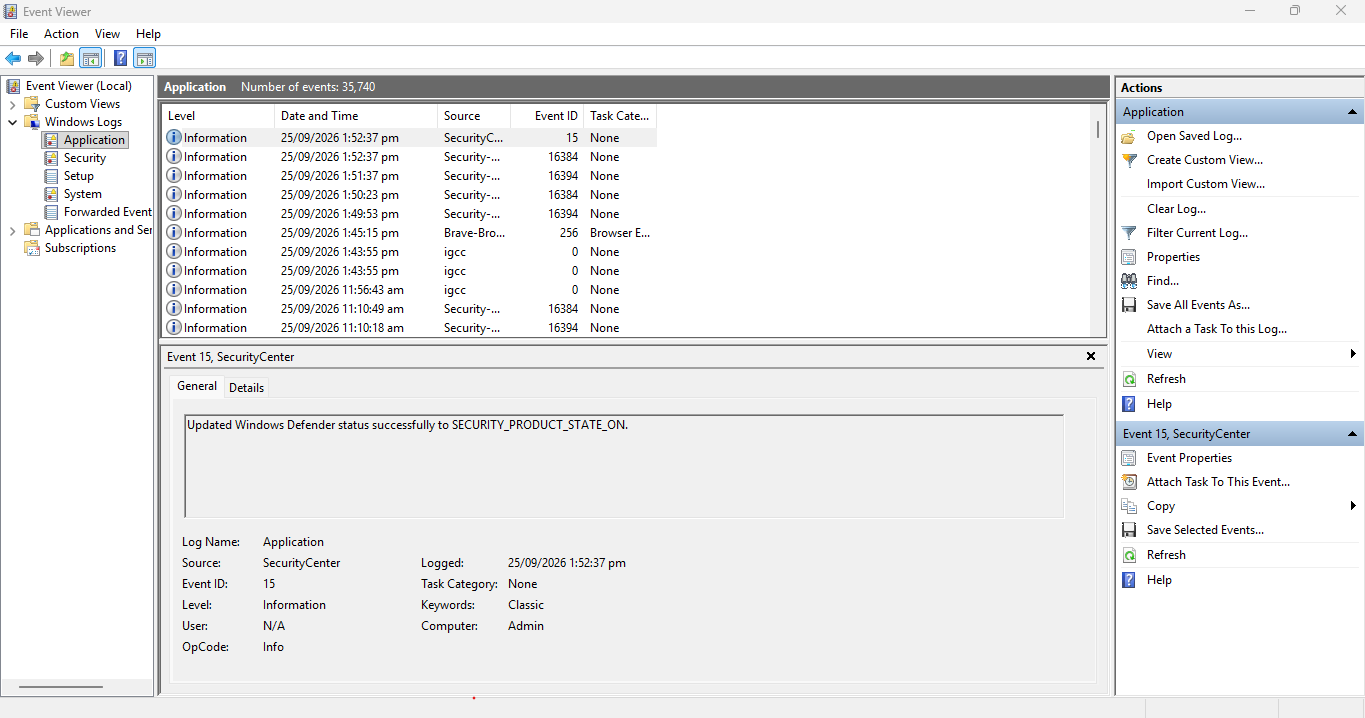 Event Viewer
File Action View Help
Event Viewer (Local)
Custom Views
Windows Logs
Application
Security
Setup
System
Forwarded Event
Applications and Ser
Subscriptions
Application Number of events: 35,740
Level Date and Time Source Event ID Task Cate...
Information 25/09/2026 1:52:37 pm SecurityC... 15 None
Information 25/09/2026 1:52:37 pm Security-... 16384 None
Information 25/09/2026 1:51:37 pm Security-... 16394 None
Information 25/09/2026 1:50:23 pm Security-... 16384 None
Information 25/09/2026 1:49:53 pm Security-... 16394 None
Information 25/09/2026 1:45:15 pm Brave-Bro... 256 Browser E...
Information 25/09/2026 1:43:55 pm igcc 0 None
Information 25/09/2026 1:43:55 pm igcc 0 None
Information 25/09/2026 11:56:43 am igcc 0 None
Information 25/09/2026 11:10:49 am Security-... 16384 None
Information 25/09/2026 11:10:18 am Security-... 16394 None
Event 15, SecurityCenter
General Details
Updated Windows Defender status successfully to SECURITY_PRODUCT_STATE_ON.
Log Name: Application
Source: SecurityCenter Logged: 25/09/2026 1:52:37 pm
Event ID: 15 Task Category: None
Level: Information Keywords: Classic
User: N/A Computer: Admin
OpCode: Info
Actions
Application
Open Saved Log...
Create Custom View...
Import Custom View...
Clear Log...
Filter Current Log...
Properties
Find...
Save All Events As...
Attach a Task To this Log...
View
Refresh
Help
Event 15, SecurityCenter
Event Properties
Attach Task To This Event...
Copy
Save Selected Events...
Refresh
Help